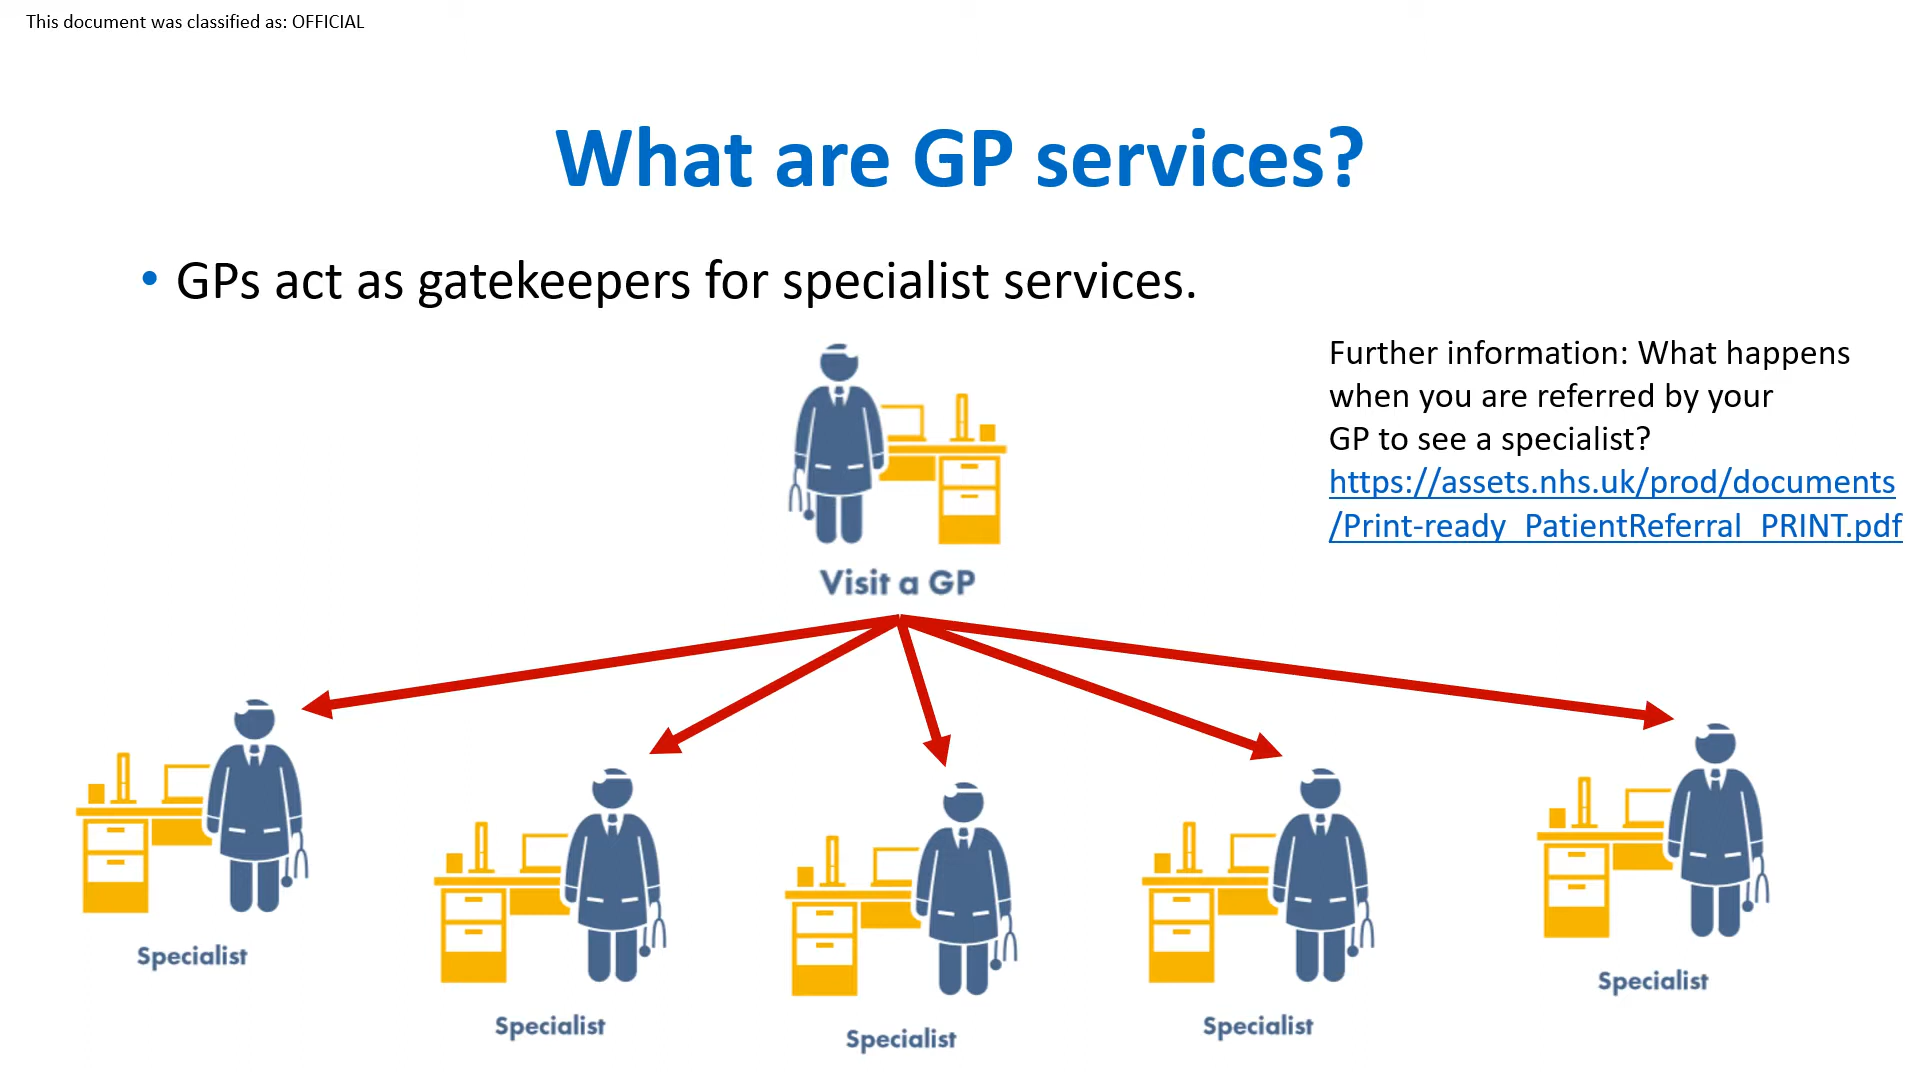 This document was classified as: OFFICIAL
What are GP services?
• GPs act as gatekeepers for specialist services.
Further information: What happens
when you are referred by your
GP to see a specialist?
https://assets.nhs.uk/prod/documents
/Print-ready_PatientReferral_PRINT.pdf
Visit a GP
Specialist
Specialist
Specialist
Specialist
Specialist